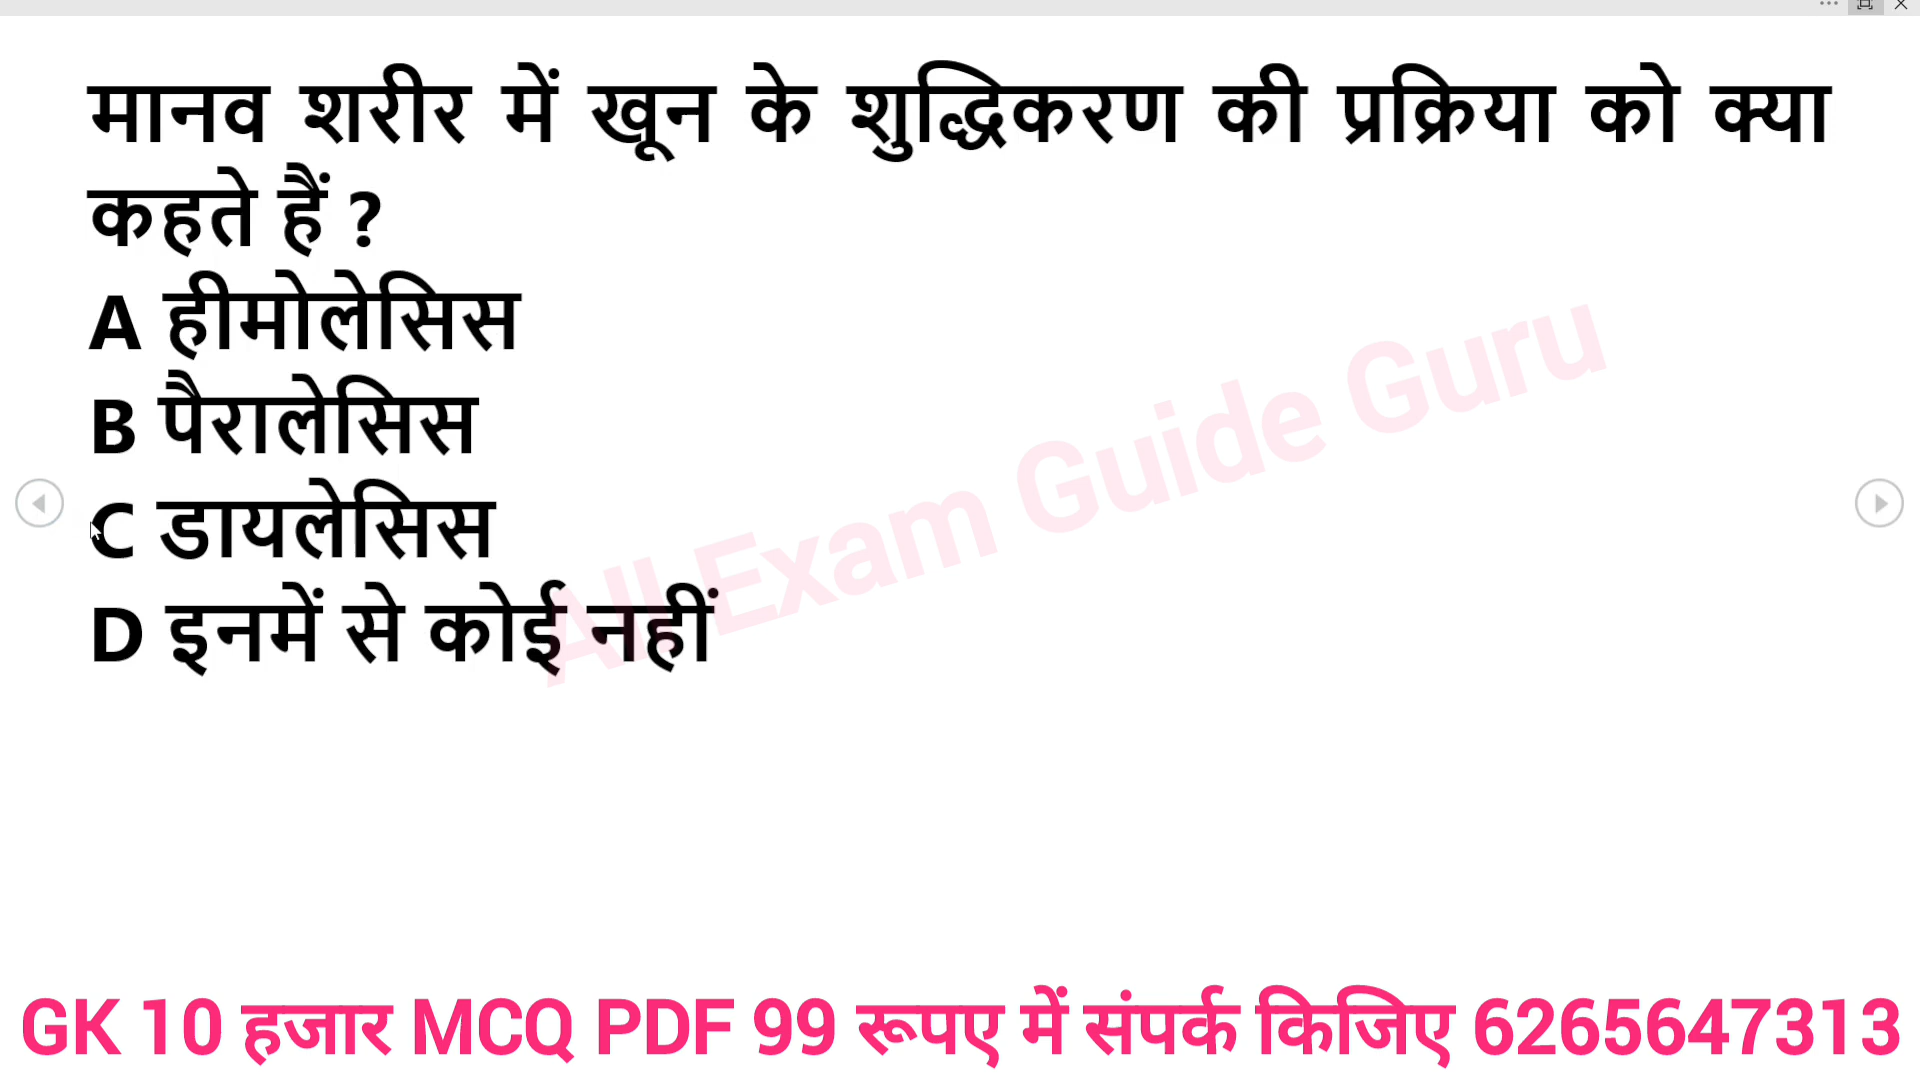 मानव शरीर में खून के शुद्धिकरण की प्रक्रिया को क्या
कहते हैं ?
A हीमोलेसिस
B पैरालेसिस
C डायलेसिस
D इनमें से कोई नहीं
All Exam Guide Guru
GK 10 हजार MCQ PDF 99 रूपए में संपर्क किजिए 6265647313